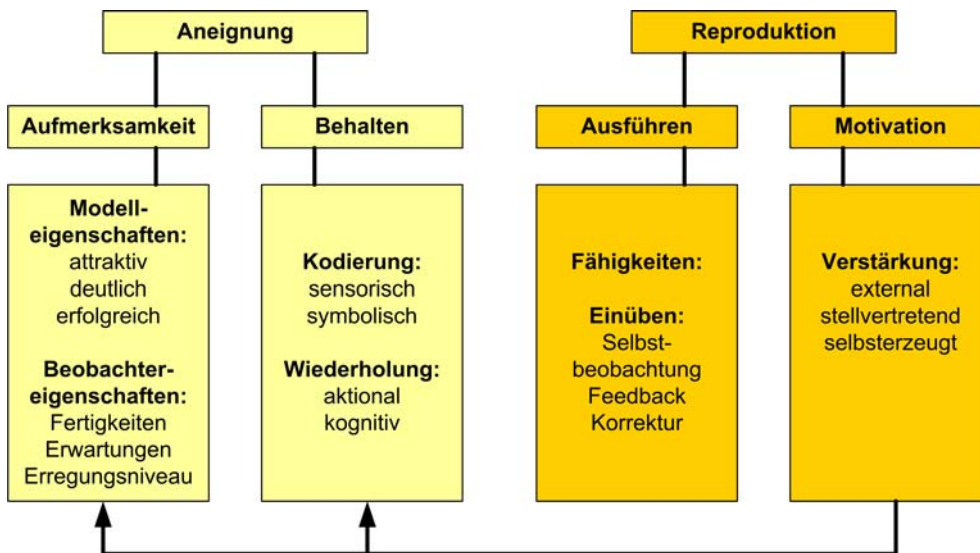 Aneignung
Reproduktion
Aufmerksamkeit
Behalten
Ausführen
Motivation
Modell-
eigenschaften:
attraktiv
deutlich
erfolgreich
Beobachter-
eigenschaften:
Fertigkeiten
Erwartungen
Erregungsniveau
Kodierung:
sensorisch
symbolisch
Wiederholung:
aktional
kognitiv
Fähigkeiten:
Einüben:
Selbst-
beobachtung
Feedback
Korrektur
Verstärkung:
external
stellvertretend
selbsterzeugt